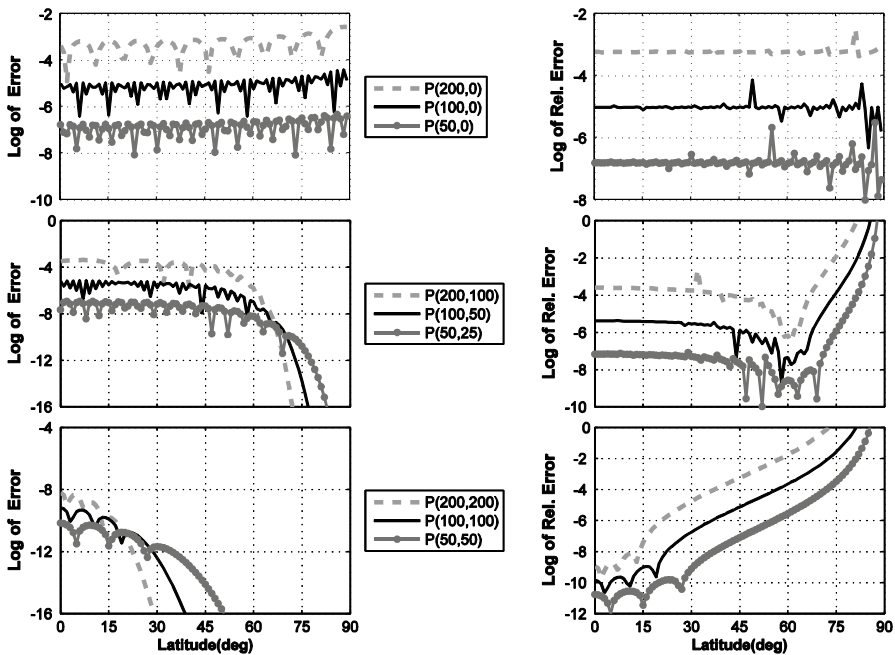 Log of Error
-2
-4
-6
-8
-10
P(200,0)
P(100,0)
P(50,0)
Log of Rel. Error
-2
-4
-6
-8
Log of Error
0
-4
-8
-12
-16
P(200,100)
P(100,50)
P(50,25)
Log of Rel. Error
0
-2
-4
-6
-8
-10
Log of Error
-4
-8
-12
-16
0 15 30 45 60 75 90
Latitude(deg)
P(200,200)
P(100,100)
P(50,50)
Log of Rel. Error
0
-2
-4
-6
-8
-10
-12
0 15 30 45 60 75 90
Latitude(deg)